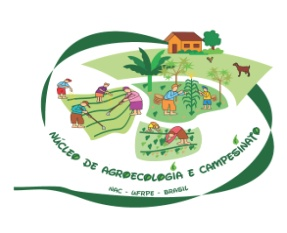 NÚCLEO DE AGROECOLOGIA E CAMPESINATO
NAC - UFRPE - BRASIL